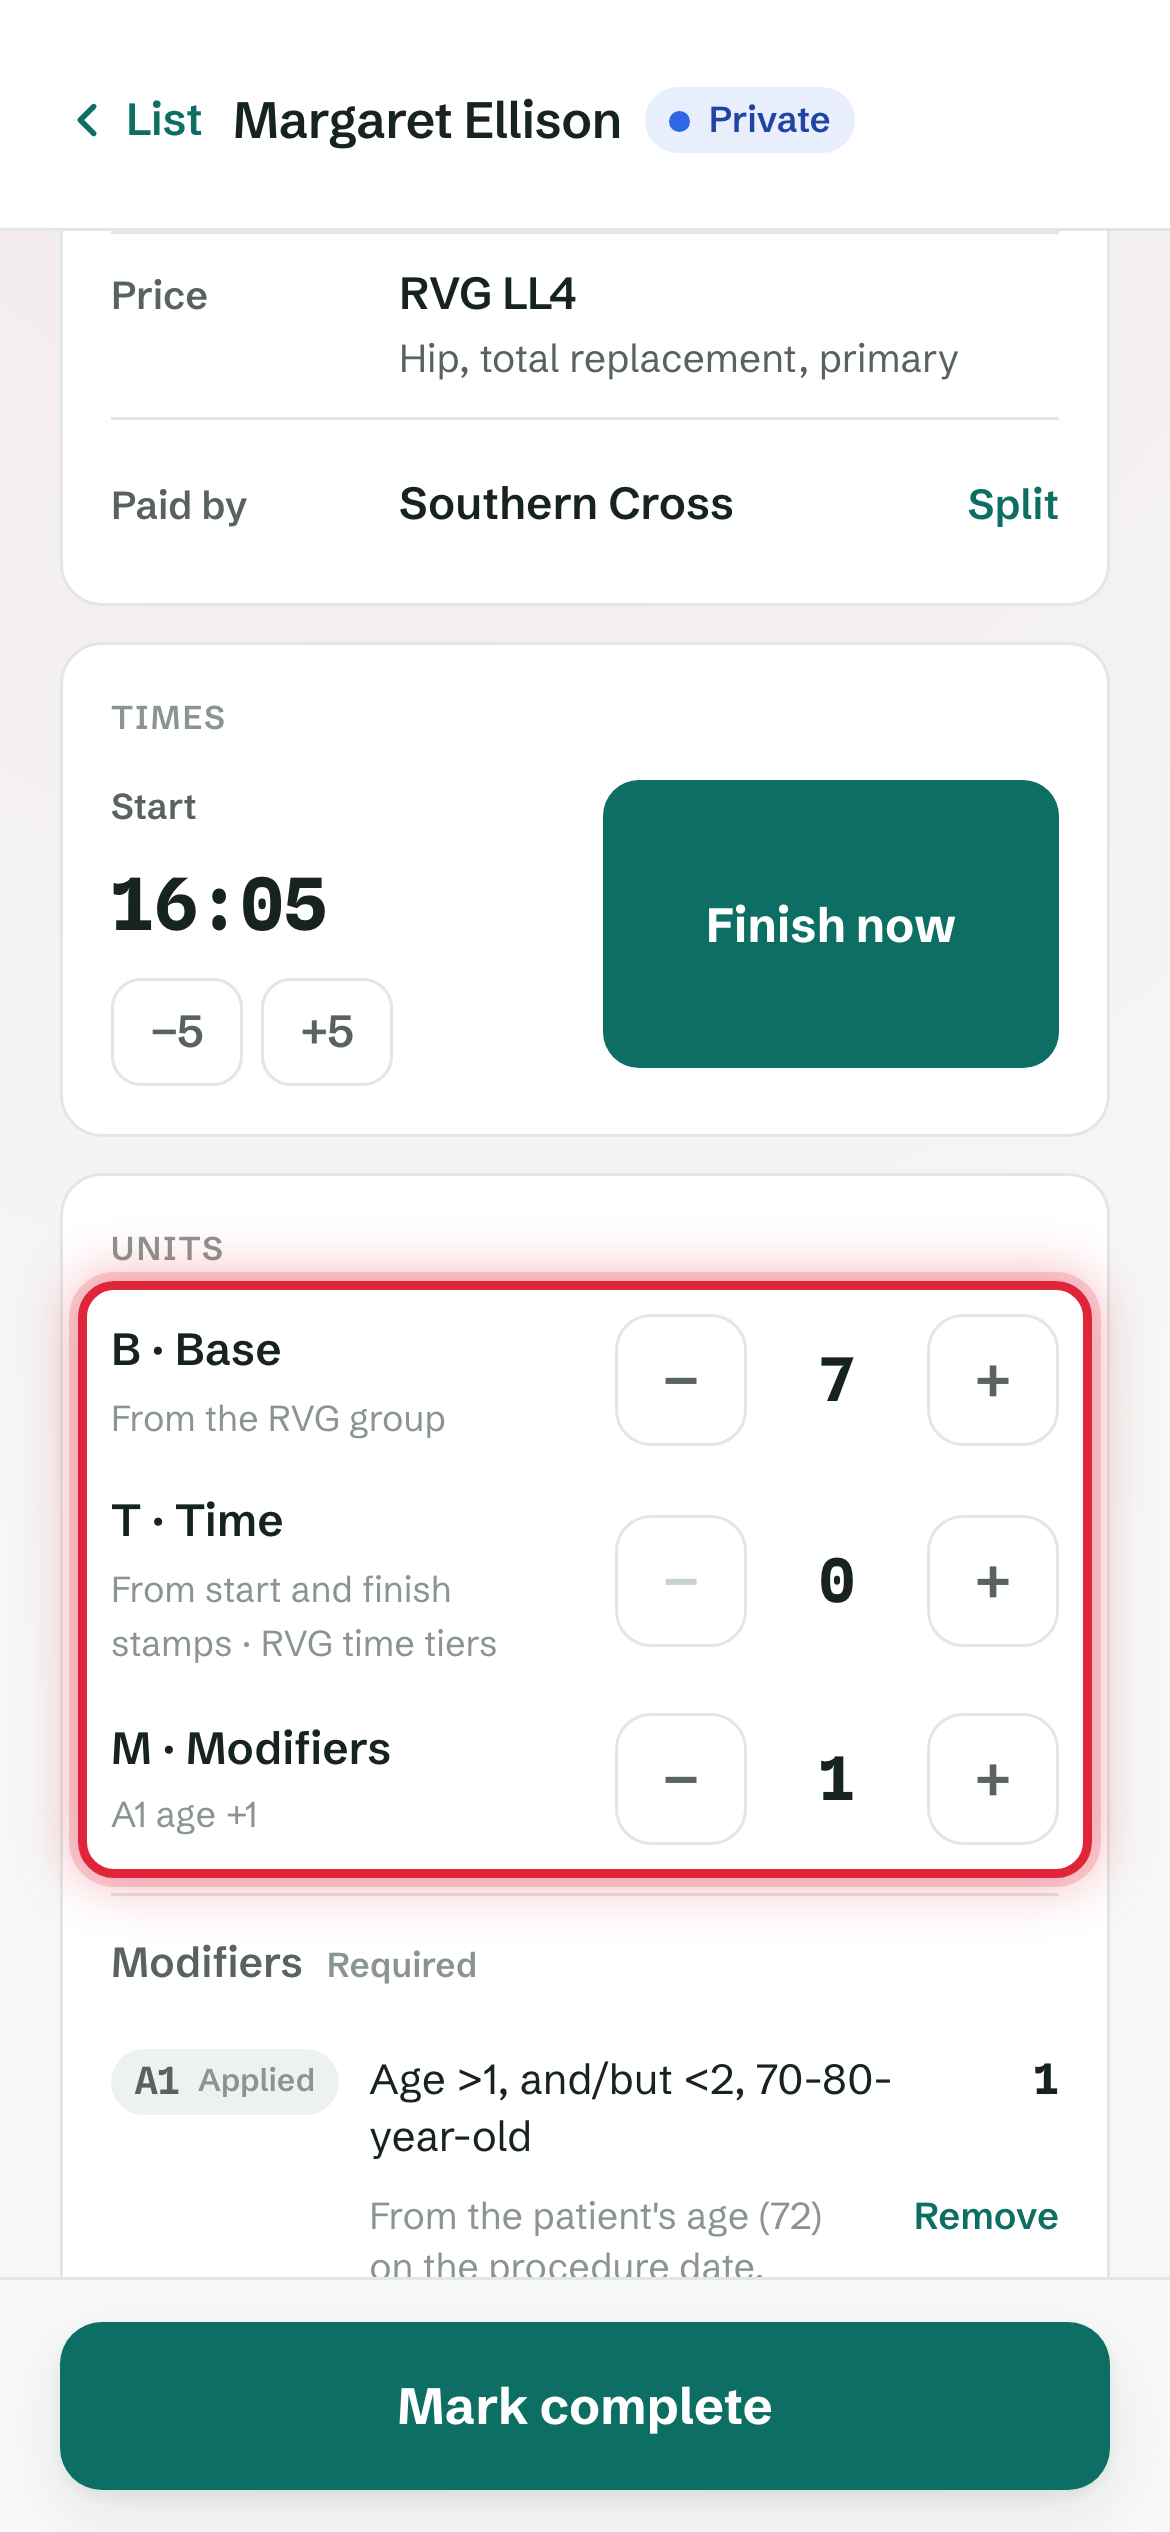 List Margaret Ellison Private
Price RVG LL4
Hip, total replacement, primary
Paid by Southern Cross Split
TIMES
Start
16:05
Finish now
−5 +5
UNITS
B · Base
From the RVG group
− 7 +
T · Time
From start and finish
stamps · RVG time tiers
− 0 +
M · Modifiers
A1 age +1
− 1 +
Modifiers Required
A1 Applied Age >1, and/but <2, 70-80- 1
year-old
From the patient's age (72) Remove
on the procedure date.
Mark complete